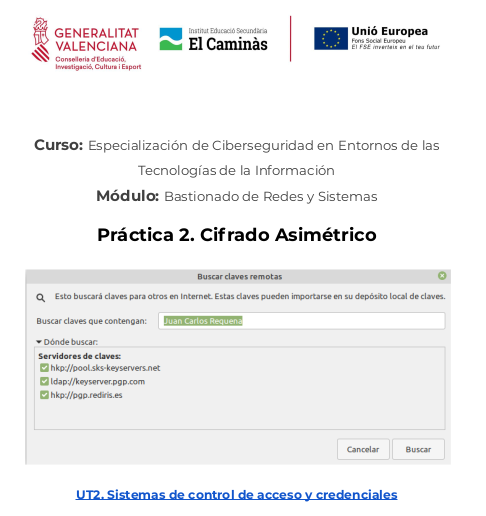 GENERALITAT
VALENCIANA
Conselleria d'Educació,
Investigació, Cultura i Esport
Institut Educació Secundària
El Caminàs
Unió Europea
Fons Social Europeu
El FSE inverteix en el teu futur
Curso: Especialización de Ciberseguridad en Entornos de las
Tecnologías de la Información
Módulo: Bastionado de Redes y Sistemas
Práctica 2. Cifrado Asimétrico
Buscar claves remotas
Esto buscará claves para otros en Internet. Estas claves pueden importarse en su depósito local de claves.
Buscar claves que contengan: Juan Carlos Requena
Dónde buscar:
Servidores de claves:
hkp://pool.sks-keyservers.net
ldap://keyserver.pgp.com
hkp://pgp.rediris.es
Cancelar Buscar
UT2. Sistemas de control de acceso y credenciales